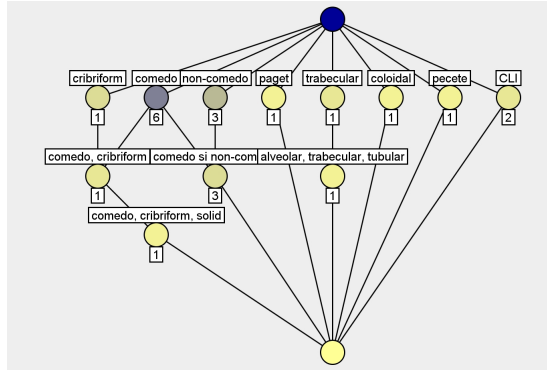 cribriform comedo non-comedo paget trabecular coloidal pecete CLI
1 6 3 1 1 1 1 2
comedo, cribriform comedo si non-com alveolar, trabecular, tubular
1 3 1
comedo, cribriform, solid
1